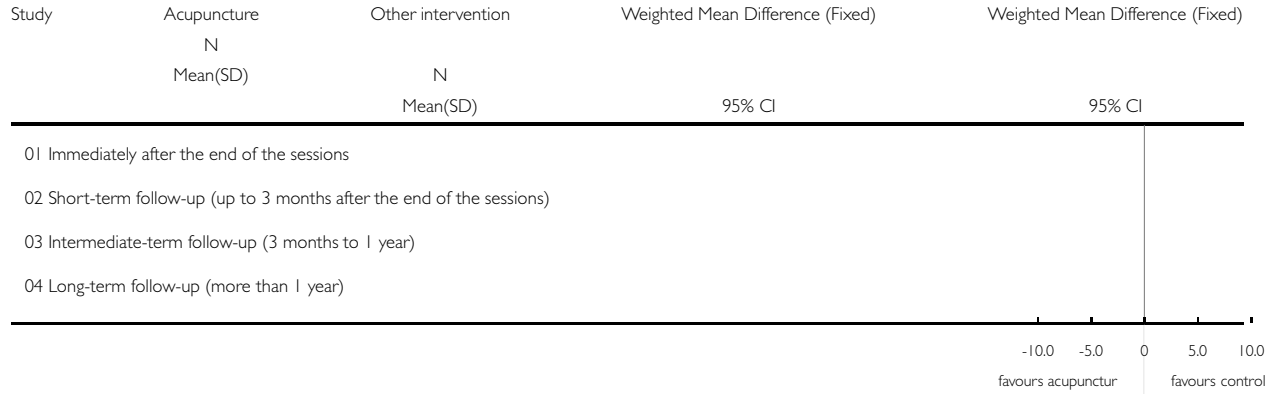 Study Acupuncture Other intervention Weighted Mean Difference (Fixed) Weighted Mean Difference (Fixed)
N
Mean(SD) N
Mean(SD) 95% CI 95% CI
01 Immediately after the end of the sessions
02 Short-term follow-up (up to 3 months after the end of the sessions)
03 Intermediate-term follow-up (3 months to 1 year)
04 Long-term follow-up (more than 1 year)
-10.0 -5.0 0 5.0 10.0
favours acupunctur favours control